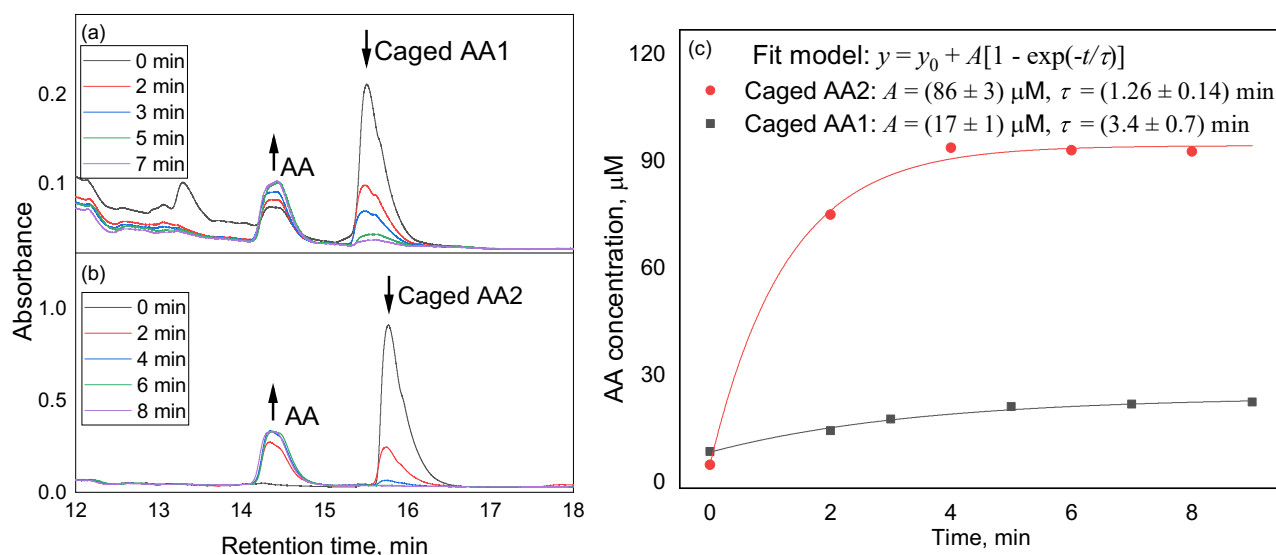 (a)
0 min
2 min
3 min
5 min
7 min
Caged AA1
AA
0.2
0.1
Absorbance
(b)
0 min
2 min
4 min
6 min
8 min
Caged AA2
AA
1.0
0.5
0.0
12 13 14 15 16 17 18
Retention time, min
(c) Fit model: y = y₀ + A[1 - exp(-t/τ)]
Caged AA2: A = (86 ± 3) μM, τ = (1.26 ± 0.14) min
Caged AA1: A = (17 ± 1) μM, τ = (3.4 ± 0.7) min
AA concentration, μM
120
90
60
30
0
0 2 4 6 8
Time, min